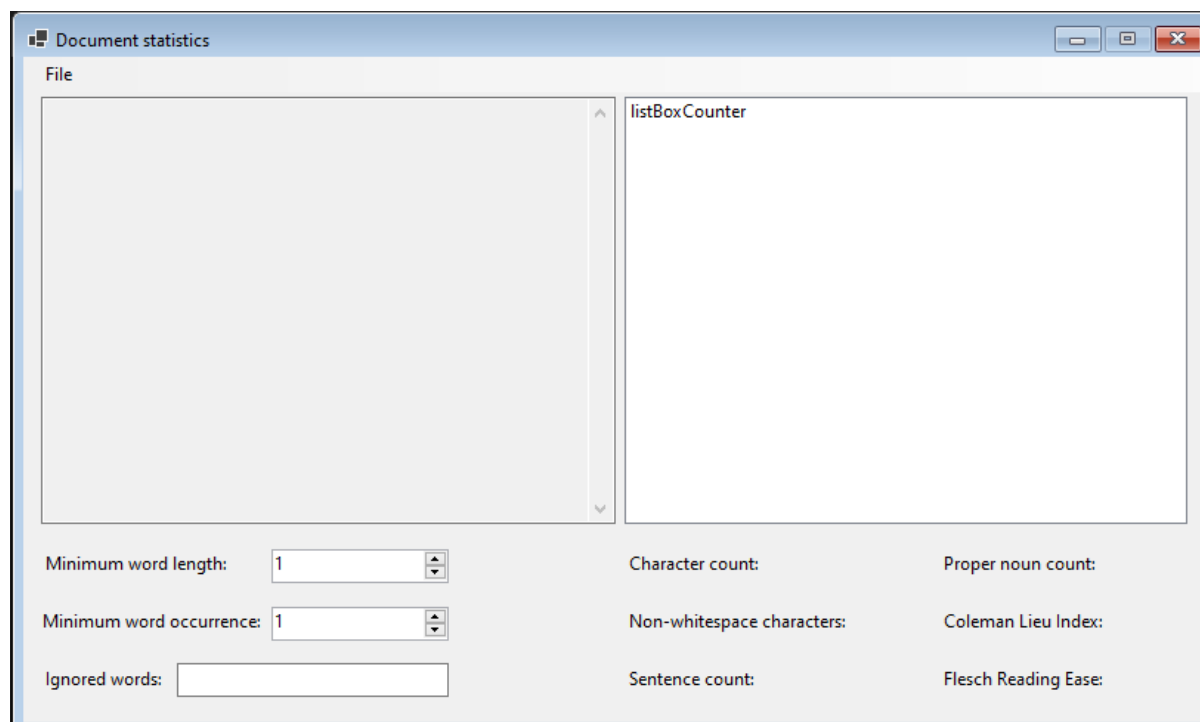 Document statistics
File
listBoxCounter
Minimum word length: 1
Character count: Proper noun count:
Minimum word occurrence: 1
Non-whitespace characters: Coleman Lieu Index:
Ignored words:
Sentence count: Flesch Reading Ease: